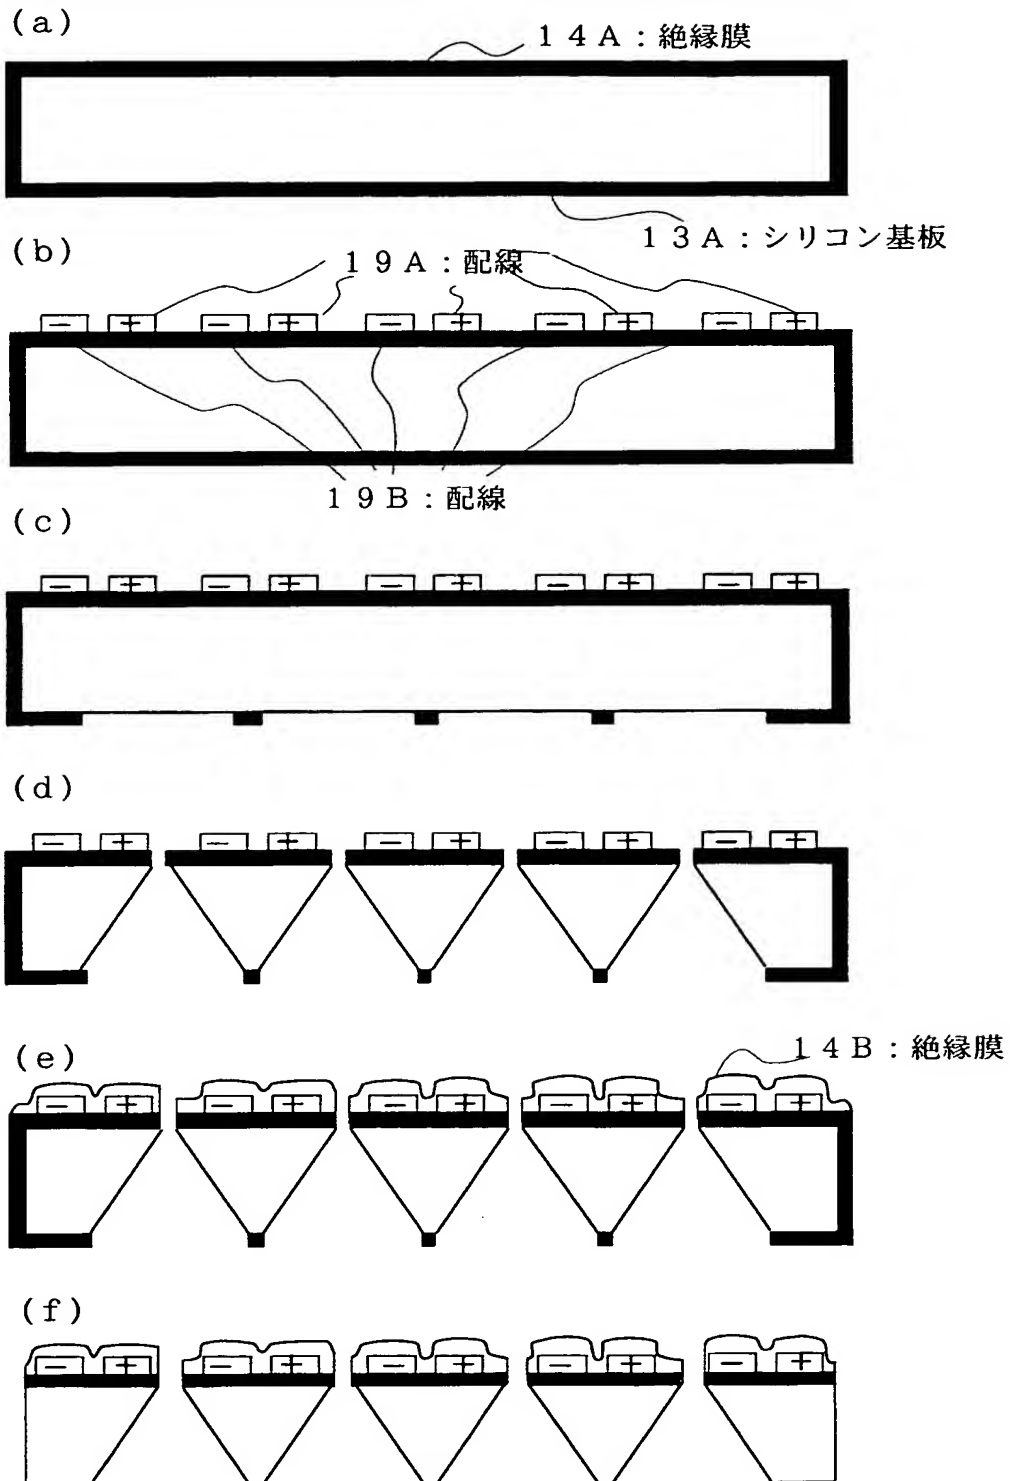 (a)
14A:絶縁膜
13A:シリコン基板
(b)
19A:配線
- + - + - + - + - +
19B:配線
(c)
- + - + - + - + - +
(d)
- + - + - + - + - +
(e)
14B:絶縁膜
- + - + - + - + - +
(f)
- + - + - + - + - +